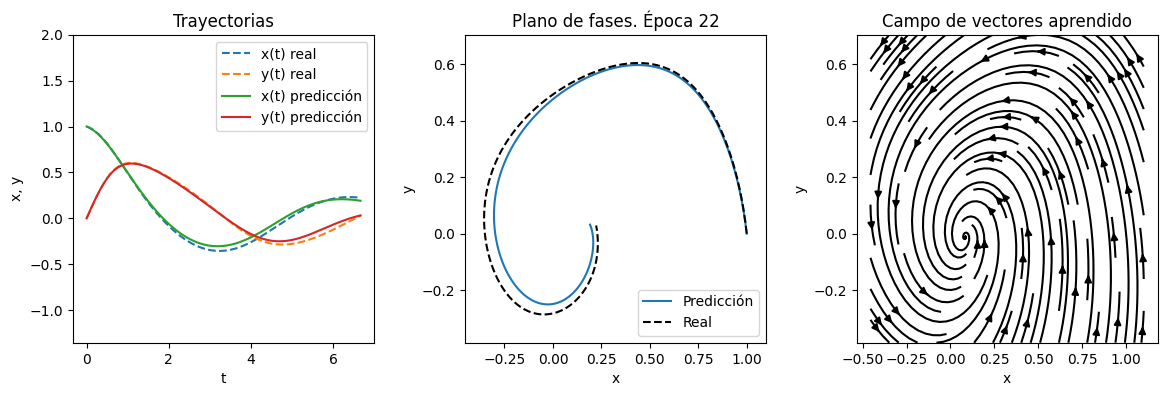 Trayectorias
2.0
1.5
1.0
0.5
0.0
−0.5
−1.0
x, y
0
2
4
6
t
x(t) real
y(t) real
x(t) predicción
y(t) predicción
Plano de fases. Época 22
0.6
0.4
0.2
0.0
−0.2
y
−0.25
0.00
0.25
0.50
0.75
1.00
x
Predicción
Real
Campo de vectores aprendido
0.6
0.4
0.2
0.0
−0.2
y
−0.50
−0.25
0.00
0.25
0.50
0.75
1.00
x